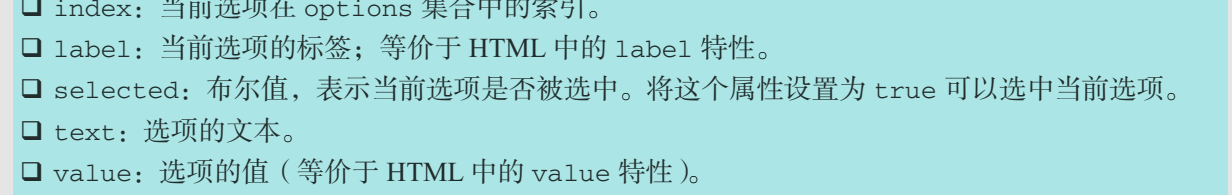 ❑ index：当前选项在 options 集合中的索引。
❑ label：当前选项的标签；等价于 HTML 中的 label 特性。
❑ selected：布尔值，表示当前选项是否被选中。将这个属性设置为 true 可以选中当前选项。
❑ text：选项的文本。
❑ value：选项的值（等价于 HTML 中的 value 特性）。